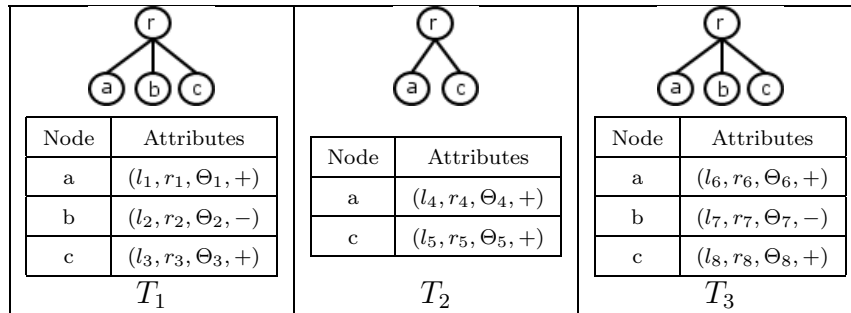 r
a b c
Node Attributes
a (l₁, r₁, Θ₁, +)
b (l₂, r₂, Θ₂, −)
c (l₃, r₃, Θ₃, +)
T₁
r
a c
Node Attributes
a (l₄, r₄, Θ₄, +)
c (l₅, r₅, Θ₅, +)
T₂
r
a b c
Node Attributes
a (l₆, r₆, Θ₆, +)
b (l₇, r₇, Θ₇, −)
c (l₈, r₈, Θ₈, +)
T₃